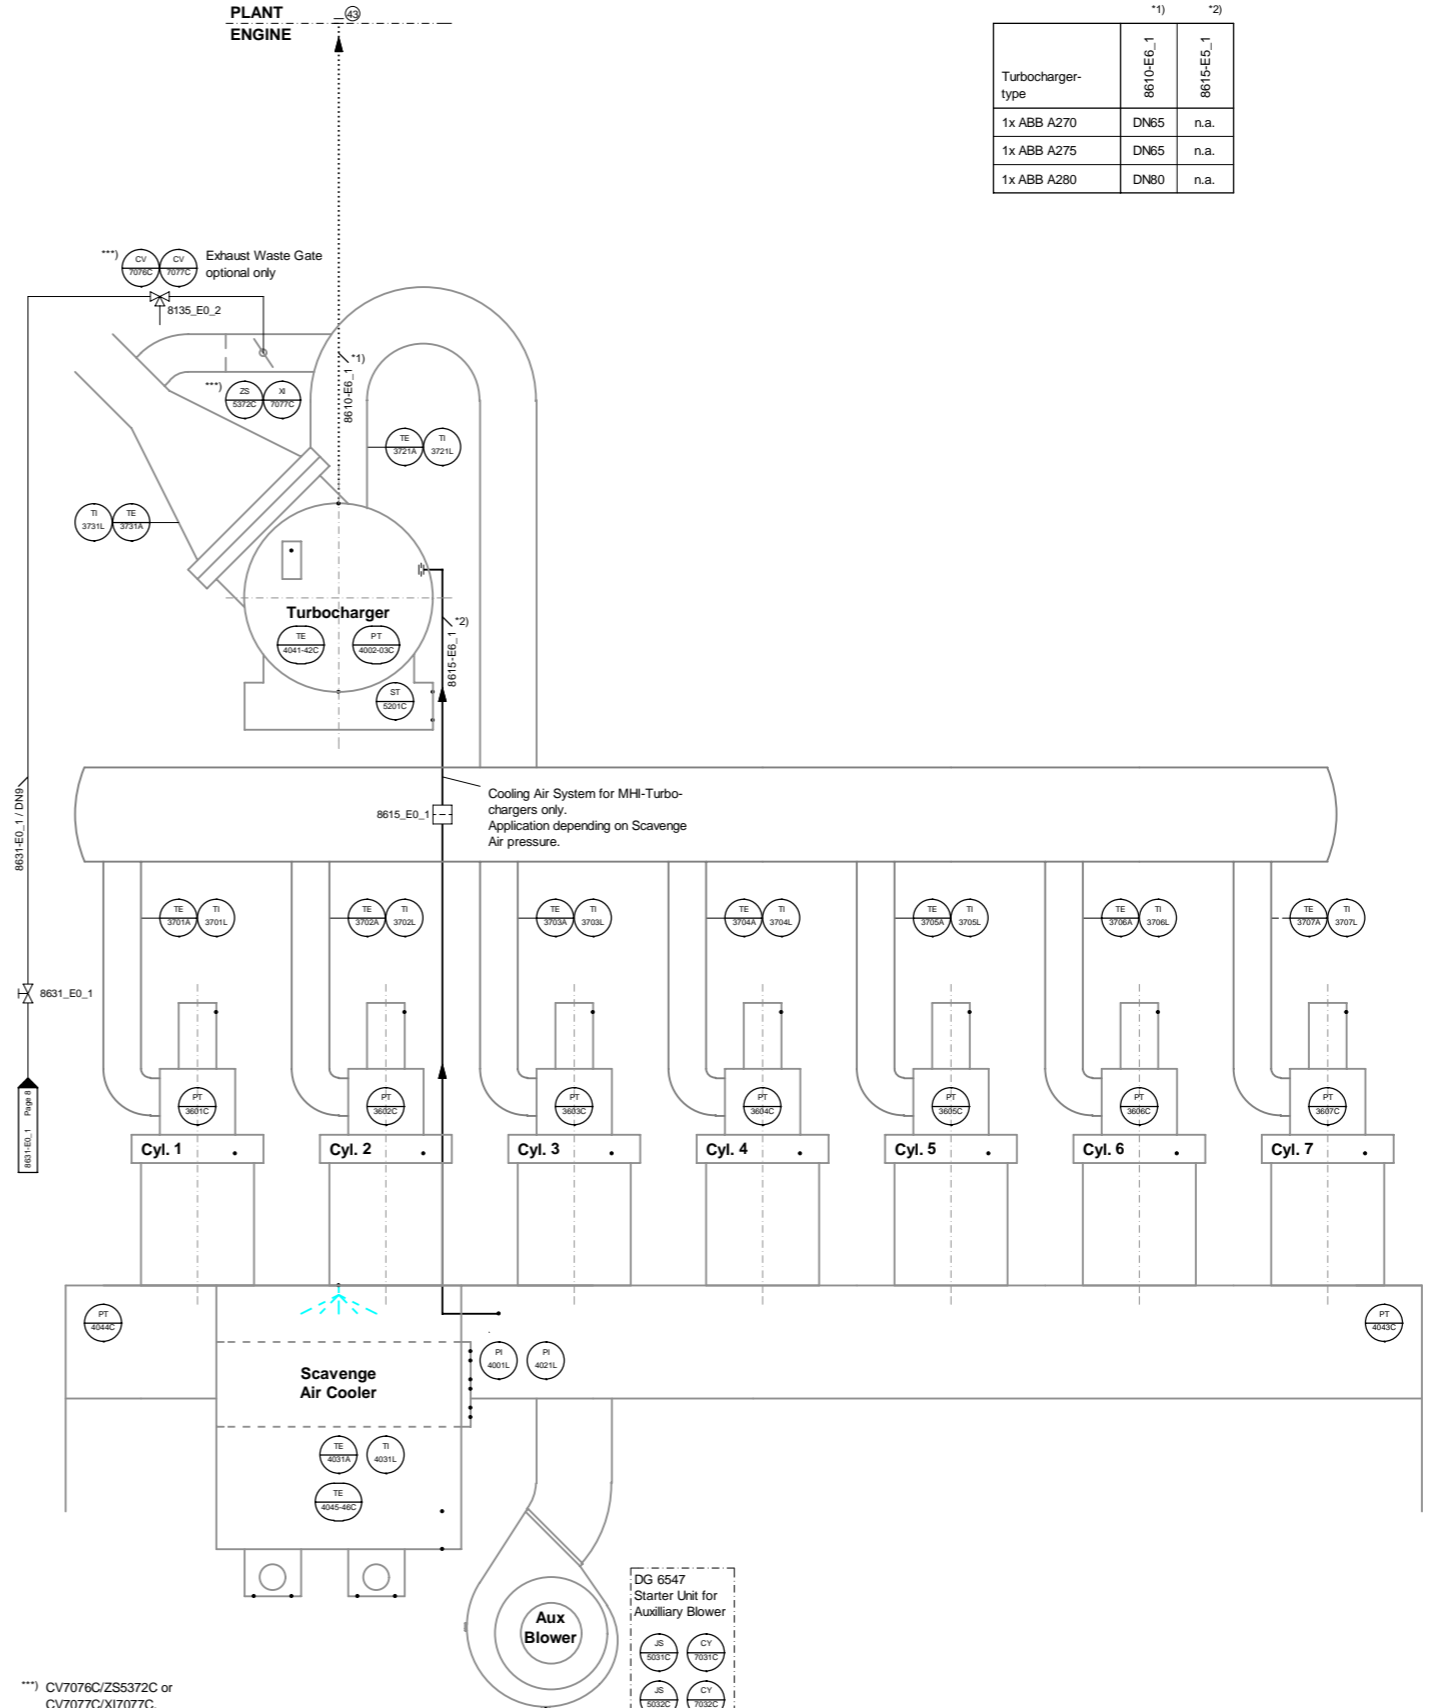 PLANT
43
ENGINE
*1)
*2)
Turbocharger-
type
8610-E6_1
8615-E5_1
1x ABB A270
DN65
n.a.
1x ABB A275
DN65
n.a.
1x ABB A280
DN80
n.a.
***)
CV
7076C
CV
7077C
Exhaust Waste Gate
optional only
8135_E0_2
*1)
8610-E6_1
***)
ZS
5372C
XI
7077C
TE
3721A
TI
3721L
TI
3731L
TE
3731A
Turbocharger
TE
4041-42C
PT
4002-03C
*2)
8615-E6_1
ST
5201C
8631-E0_1 / DN9
8615_E0_1
Cooling Air System for MHI-Turbo-
chargers only.
Application depending on Scavenge
Air pressure.
TE
3701A
TI
3701L
TE
3702A
TI
3702L
TE
3703A
TI
3703L
TE
3704A
TI
3704L
TE
3705A
TI
3705L
TE
3706A
TI
3706L
TE
3707A
TI
3707L
8631_E0_1
8631-E0_1 Page 8
PT
3601C
PT
3602C
PT
3603C
PT
3604C
PT
3605C
PT
3606C
PT
3607C
Cyl. 1
Cyl. 2
Cyl. 3
Cyl. 4
Cyl. 5
Cyl. 6
Cyl. 7
PT
4044C
PT
4043C
PI
4001L
PI
4021L
Scavenge
Air Cooler
TE
4031A
TI
4031L
TE
4045-46C
Aux
Blower
DG 6547
Starter Unit for
Auxilliary Blower
JS
5031C
CY
7031C
JS
5032C
CY
7032C
***) CV7076C/ZS5372C or
CV7077C/XI7077C.